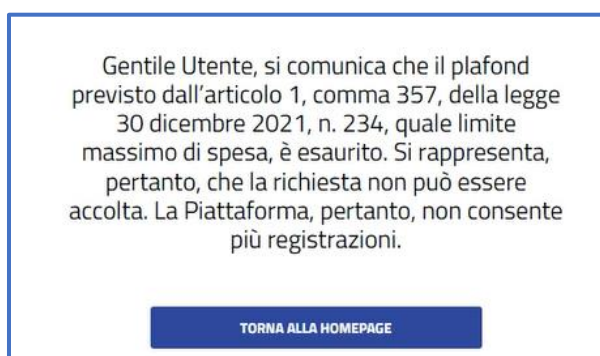 Gentile Utente, si comunica che il plafond
previsto dall'articolo 1, comma 357, della legge
30 dicembre 2021, n. 234, quale limite
massimo di spesa, è esaurito. Si rappresenta,
pertanto, che la richiesta non può essere
accolta. La Piattaforma, pertanto, non consente
più registrazioni.
TORNA ALLA HOMEPAGE